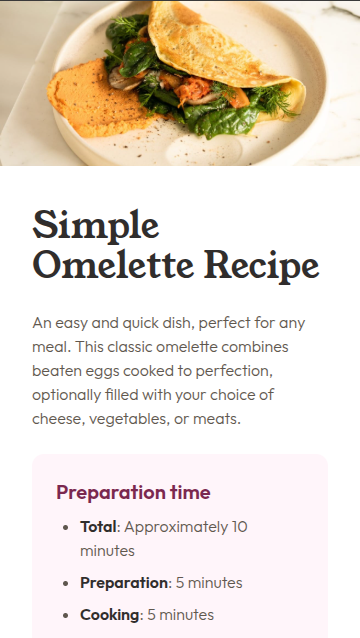 Simple
Omelette Recipe
An easy and quick dish, perfect for any
meal. This classic omelette combines
beaten eggs cooked to perfection,
optionally filled with your choice of
cheese, vegetables, or meats.
Preparation time
• Total: Approximately 10
minutes
• Preparation: 5 minutes
• Cooking: 5 minutes